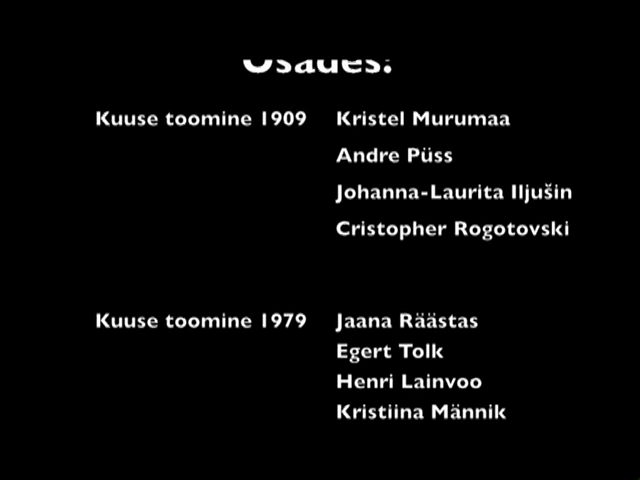 Osades:
Kuuse toomine 1909 Kristel Murumaa
Andre Püss
Johanna-Laurita Iljušin
Cristopher Rogotovski
Kuuse toomine 1979 Jaana Räästas
Egert Tolk
Henri Lainvoo
Kristiina Männik